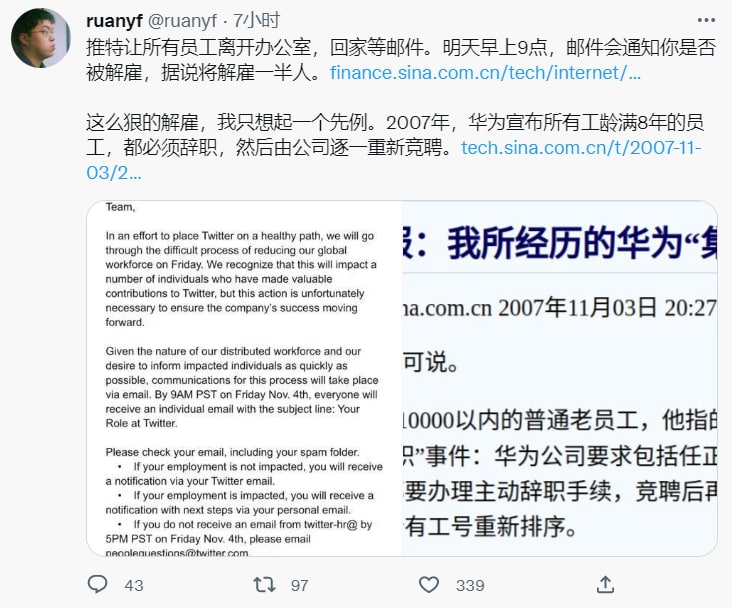 ruanyf @ruanyf · 7小时
推特让所有员工离开办公室，回家等邮件。明天早上9点，邮件会通知你是否
被解雇，据说将解雇一半人。finance.sina.com.cn/tech/internet/...
这么狠的解雇，我只想起一个先例。2007年，华为宣布所有工龄满8年的员
工，都必须辞职，然后由公司逐一重新竞聘。tech.sina.com.cn/t/2007-11-
03/2...
Team,
In an effort to place Twitter on a healthy path, we will go
through the difficult process of reducing our global
workforce on Friday. We recognize that this will impact a
number of individuals who have made valuable
contributions to Twitter, but this action is unfortunately
necessary to ensure the company's success moving
forward.
Given the nature of our distributed workforce and our
desire to inform impacted individuals as quickly as
possible, communications for this process will take place
via email. By 9AM PST on Friday Nov. 4th, everyone will
receive an individual email with the subject line: Your
Role at Twitter.
Please check your email, including your spam folder.
• If your employment is not impacted, you will receive
a notification via your Twitter email.
• If your employment is impacted, you will receive a
notification with next steps via your personal email.
• If you do not receive an email from twitter-hr@ by
5PM PST on Friday Nov. 4th, please email
peoplequestions@twitter.com.
：我所经历的华为“集
na.com.cn 2007年11月03日 20:27
可说。
10000以内的普通老员工，他指的
职”事件：华为公司要求包括任正
要办理主动辞职手续，竞聘后再
有工号重新排序。
43
97
339